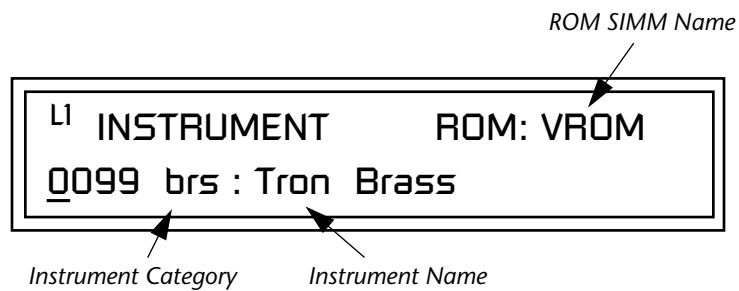 ROM SIMM Name
L1 INSTRUMENT ROM: VROM
0099 brs : Tron Brass
Instrument Category Instrument Name